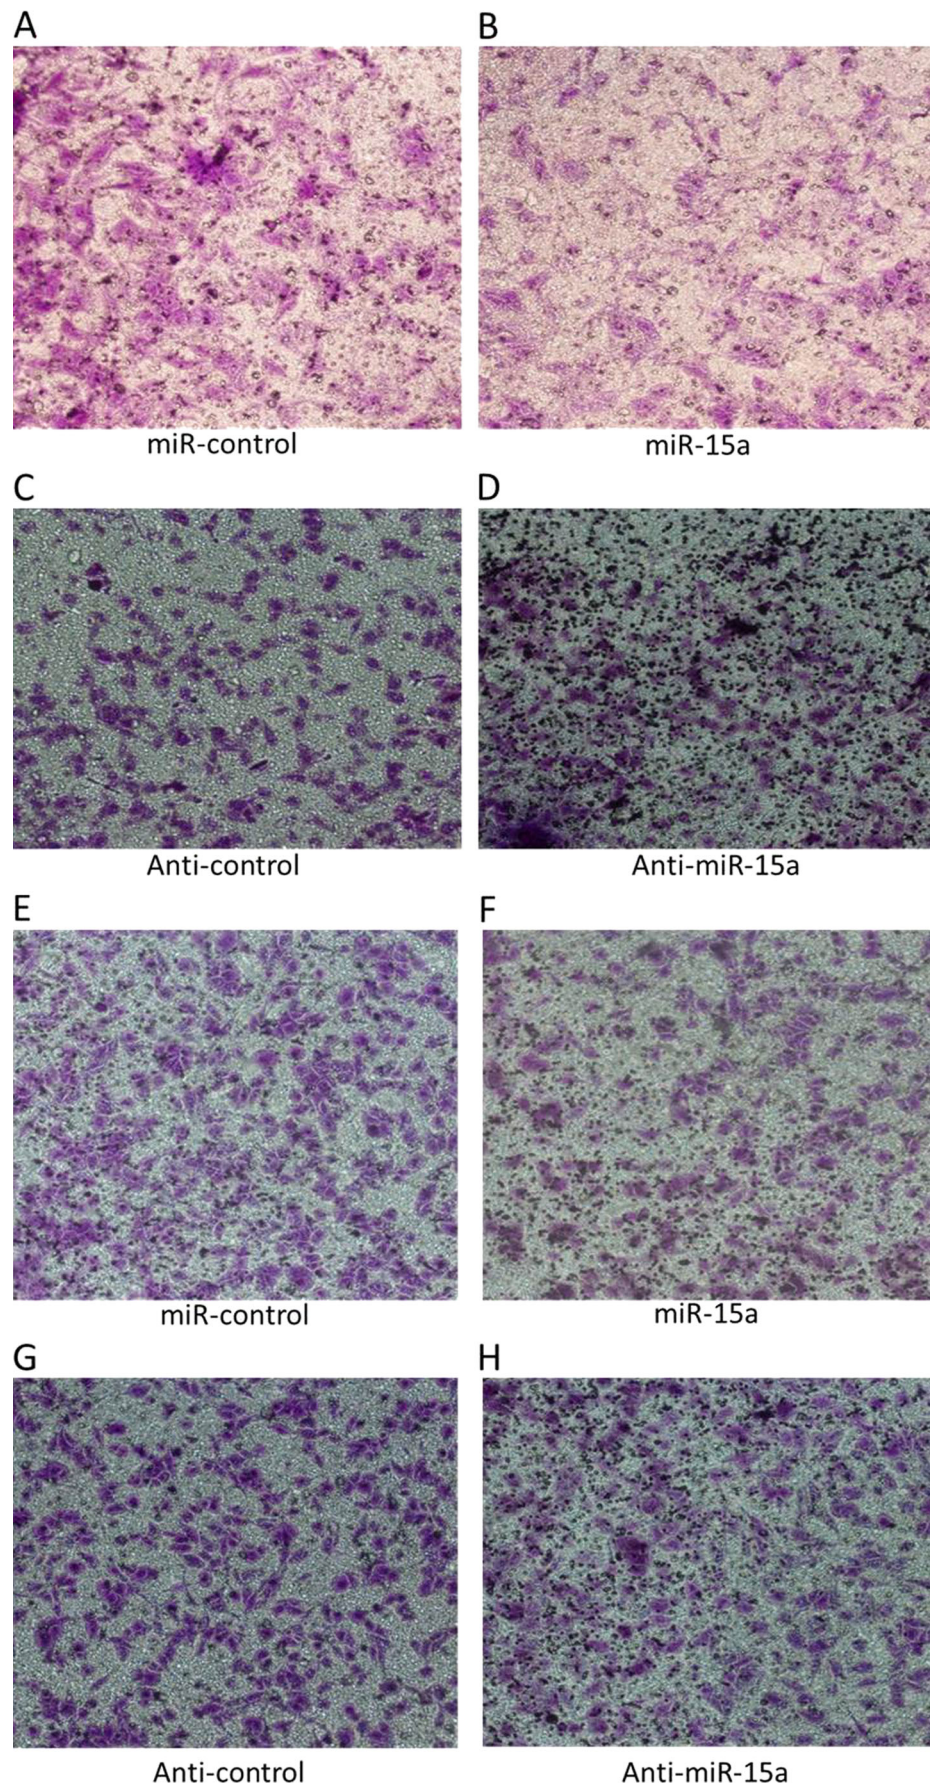 A
B
miR-control
miR-15a
C
D
Anti-control
Anti-miR-15a
E
F
miR-control
miR-15a
G
H
Anti-control
Anti-miR-15a